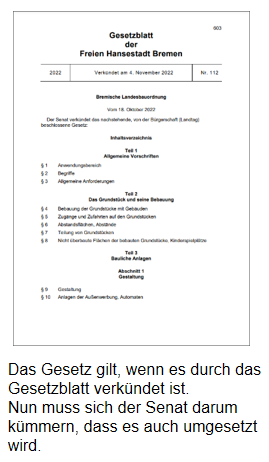 603
Gesetzblatt
der
Freien Hansestadt Bremen
2022 Verkündet am 4. November 2022 Nr. 112
Bremische Landesbauordnung
Vom 18. Oktober 2022
Der Senat verkündet das nachstehende, von der Bürgerschaft (Landtag)
beschlossene Gesetz:
Inhaltsverzeichnis
Teil 1
Allgemeine Vorschriften
§ 1 Anwendungsbereich
§ 2 Begriffe
§ 3 Allgemeine Anforderungen
Teil 2
Das Grundstück und seine Bebauung
§ 4 Bebauung der Grundstücke mit Gebäuden
§ 5 Zugänge und Zufahrten auf den Grundstücken
§ 6 Abstandsflächen, Abstände
§ 7 Teilung von Grundstücken
§ 8 Nicht überbaute Flächen der bebauten Grundstücke, Kinderspielplätze
Teil 3
Bauliche Anlagen
Abschnitt 1
Gestaltung
§ 9 Gestaltung
§ 10 Anlagen der Außenwerbung, Automaten
Das Gesetz gilt, wenn es durch das
Gesetzblatt verkündet ist.
Nun muss sich der Senat darum
kümmern, dass es auch umgesetzt
wird.